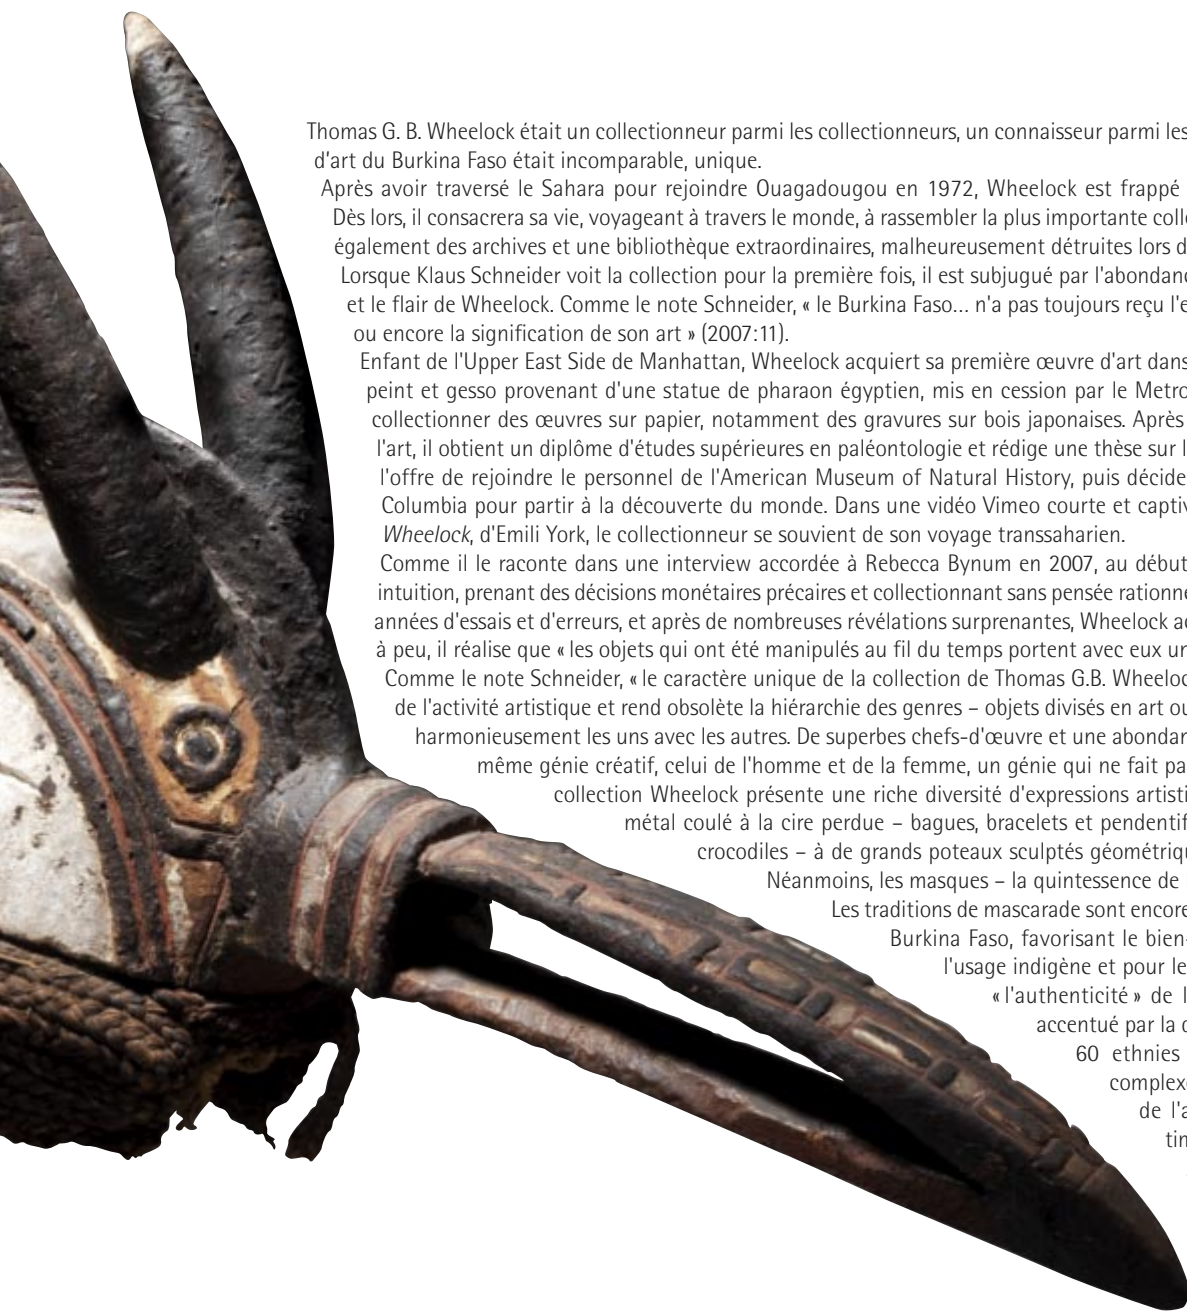 Thomas G. B. Wheelock était un collectionneur parmi les collectionneurs, un connaisseur parmi les
d'art du Burkina Faso était incomparable, unique.
Après avoir traversé le Sahara pour rejoindre Ouagadougou en 1972, Wheelock est frappé
Dès lors, il consacrera sa vie, voyageant à travers le monde, à rassembler la plus importante coll
également des archives et une bibliothèque extraordinaires, malheureusement détruites lors d
Lorsque Klaus Schneider voit la collection pour la première fois, il est subjugué par l'abondanc
et le flair de Wheelock. Comme le note Schneider, « le Burkina Faso... n'a pas toujours reçu l'e
ou encore la signification de son art » (2007:11).
Enfant de l'Upper East Side de Manhattan, Wheelock acquiert sa première œuvre d'art dans
peint et gesso provenant d'une statue de pharaon égyptien, mis en cession par le Metro
collectionner des œuvres sur papier, notamment des gravures sur bois japonaises. Après
l'art, il obtient un diplôme d'études supérieures en paléontologie et rédige une thèse sur l
l'offre de rejoindre le personnel de l'American Museum of Natural History, puis décide
Columbia pour partir à la découverte du monde. Dans une vidéo Vimeo courte et captiv
Wheelock, d'Emili York, le collectionneur se souvient de son voyage transsaharien.
Comme il le raconte dans une interview accordée à Rebecca Bynum en 2007, au début
intuition, prenant des décisions monétaires précaires et collectionnant sans pensée rationne
années d'essais et d'erreurs, et après de nombreuses révélations surprenantes, Wheelock a
à peu, il réalise que « les objets qui ont été manipulés au fil du temps portent avec eux un
Comme le note Schneider, « le caractère unique de la collection de Thomas G.B. Wheeloc
de l'activité artistique et rend obsolète la hiérarchie des genres – objets divisés en art ou
harmonieusement les uns avec les autres. De superbes chefs-d'œuvre et une abondan
même génie créatif, celui de l'homme et de la femme, un génie qui ne fait pa
collection Wheelock présente une riche diversité d'expressions artisti
métal coulé à la cire perdue – bagues, bracelets et pendentif
crocodiles – à de grands poteaux sculptés géométriqu
Néanmoins, les masques – la quintessence de
Les traditions de mascarade sont encore
Burkina Faso, favorisant le bien-
l'usage indigène et pour le
« l'authenticité » de l
accentué par la
60 ethnies
complex
de l'a
tin